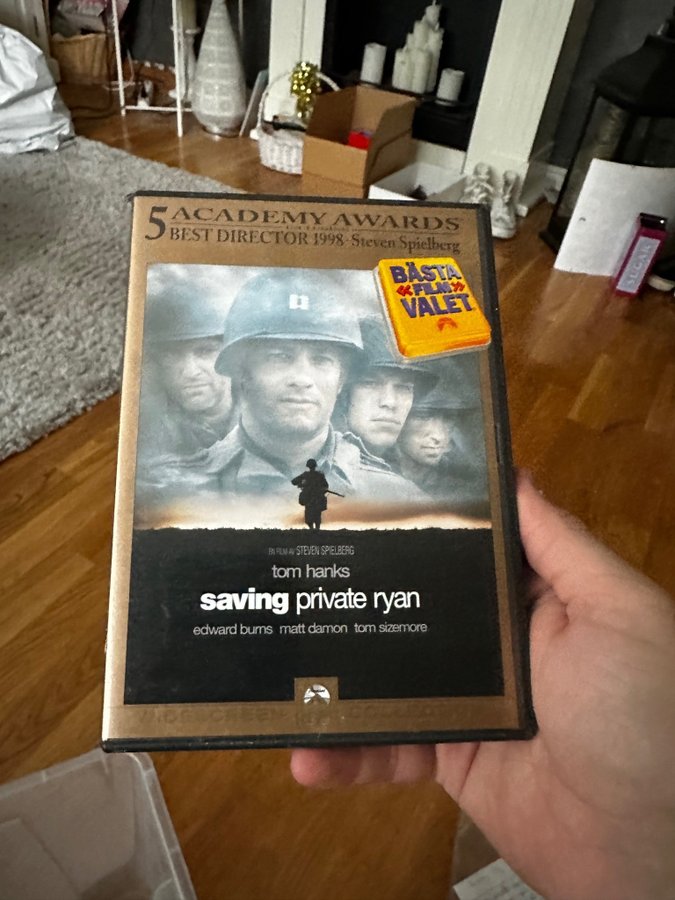 5 ACADEMY AWARDS
BEST DIRECTOR 1998 - Steven Spielberg
BÄSTA
«FILM»
VALET
EN FILM AV STEVEN SPIELBERG
tom hanks
saving private ryan
edward burns matt damon tom sizemore
WIDESCREEN